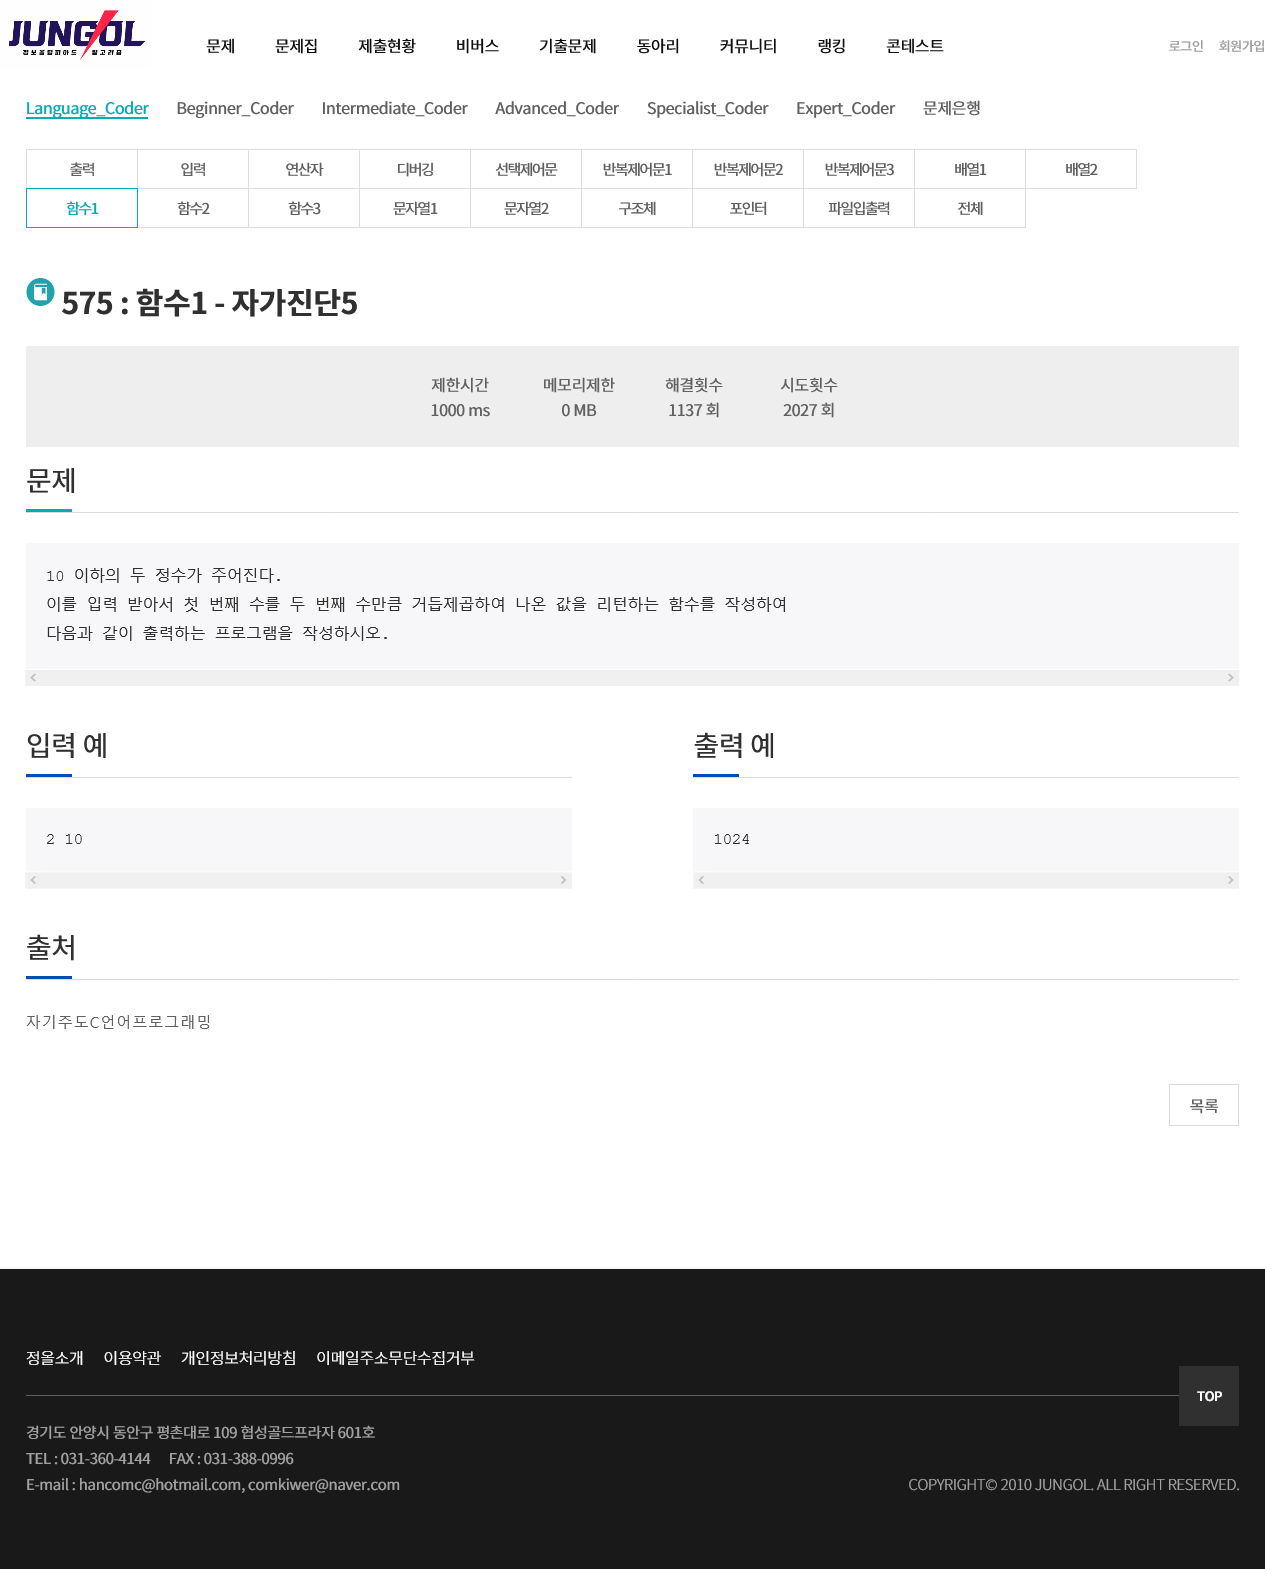 JUNGOL
정보올림피아드 알고리즘
문제 문제집 제출현황 비버스 기출문제 동아리 커뮤니티 랭킹 콘테스트 로그인 회원가입
Language_Coder Beginner_Coder Intermediate_Coder Advanced_Coder Specialist_Coder Expert_Coder 문제은행
출력 입력 연산자 디버깅 선택제어문 반복제어문1 반복제어문2 반복제어문3 배열1 배열2
함수1 함수2 함수3 문자열1 문자열2 구조체 포인터 파일입출력 전체
575 : 함수1 - 자가진단5
제한시간 메모리제한 해결횟수 시도횟수
1000 ms 0 MB 1137 회 2027 회
문제
10 이하의 두 정수가 주어진다.
이를 입력 받아서 첫 번째 수를 두 번째 수만큼 거듭제곱하여 나온 값을 리턴하는 함수를 작성하여
다음과 같이 출력하는 프로그램을 작성하시오.
입력 예
2 10
출력 예
1024
출처
자기주도C언어프로그래밍
목록
정올소개 이용약관 개인정보처리방침 이메일주소무단수집거부
TOP
경기도 안양시 동안구 평촌대로 109 협성골드프라자 601호
TEL : 031-360-4144 FAX : 031-388-0996
E-mail : hancomc@hotmail.com, comkiwer@naver.com
COPYRIGHT© 2010 JUNGOL. ALL RIGHT RESERVED.